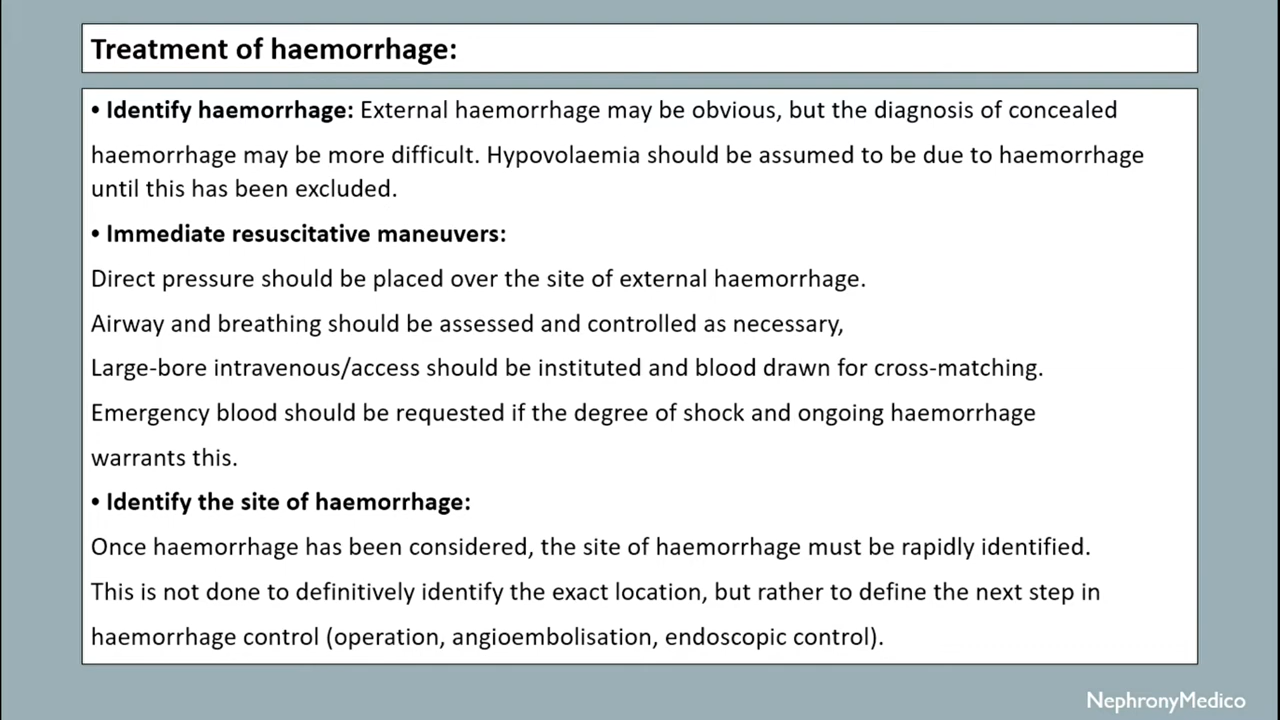 Treatment of haemorrhage:
• Identify haemorrhage: External haemorrhage may be obvious, but the diagnosis of concealed
haemorrhage may be more difficult. Hypovolaemia should be assumed to be due to haemorrhage
until this has been excluded.
• Immediate resuscitative maneuvers:
Direct pressure should be placed over the site of external haemorrhage.
Airway and breathing should be assessed and controlled as necessary,
Large-bore intravenous/access should be instituted and blood drawn for cross-matching.
Emergency blood should be requested if the degree of shock and ongoing haemorrhage
warrants this.
• Identify the site of haemorrhage:
Once haemorrhage has been considered, the site of haemorrhage must be rapidly identified.
This is not done to definitively identify the exact location, but rather to define the next step in
haemorrhage control (operation, angioembolisation, endoscopic control).
NephronyMedico